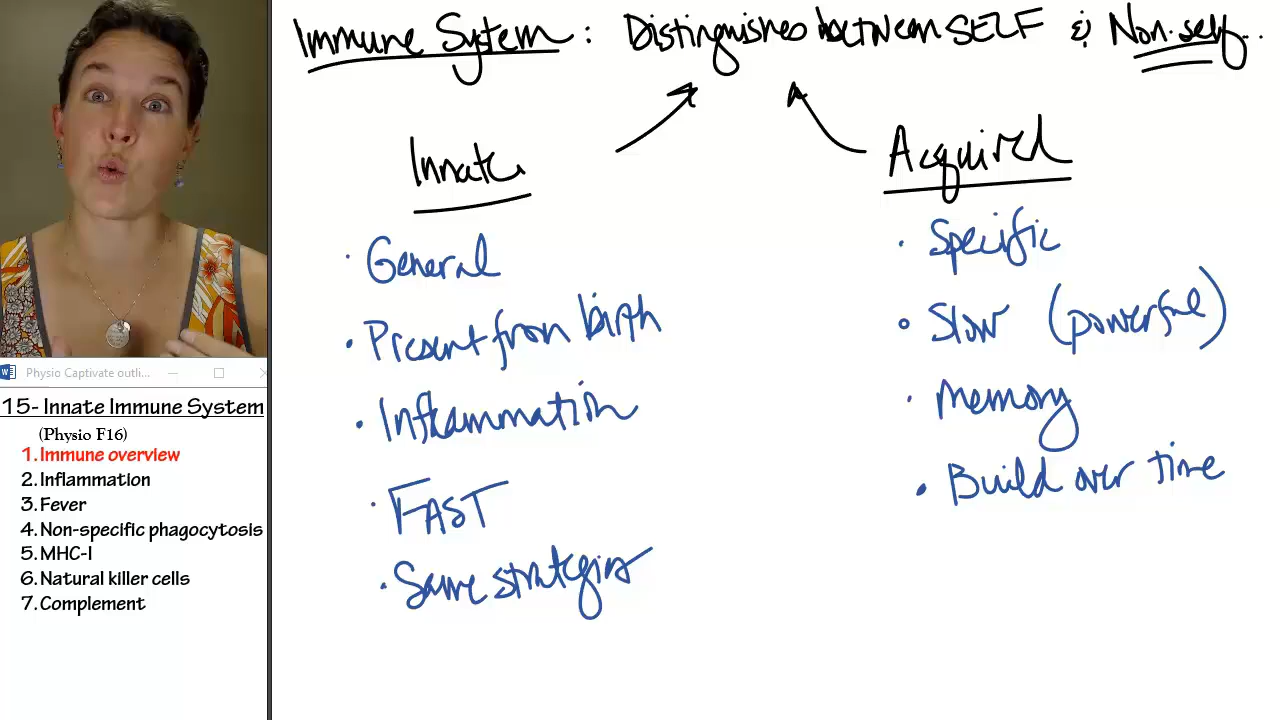 Immune System : Distinguishes between SELF & Non-self...
Innate
Acquired
• General
• Present from birth
• Inflammation
• FAST
• Same strategies
• Specific
• Slow (powerful)
• Memory
• Build over time
Physio Captivate outli...
15- Innate Immune System
(Physio F16)
1. Immune overview
2. Inflammation
3. Fever
4. Non-specific phagocytosis
5. MHC-I
6. Natural killer cells
7. Complement